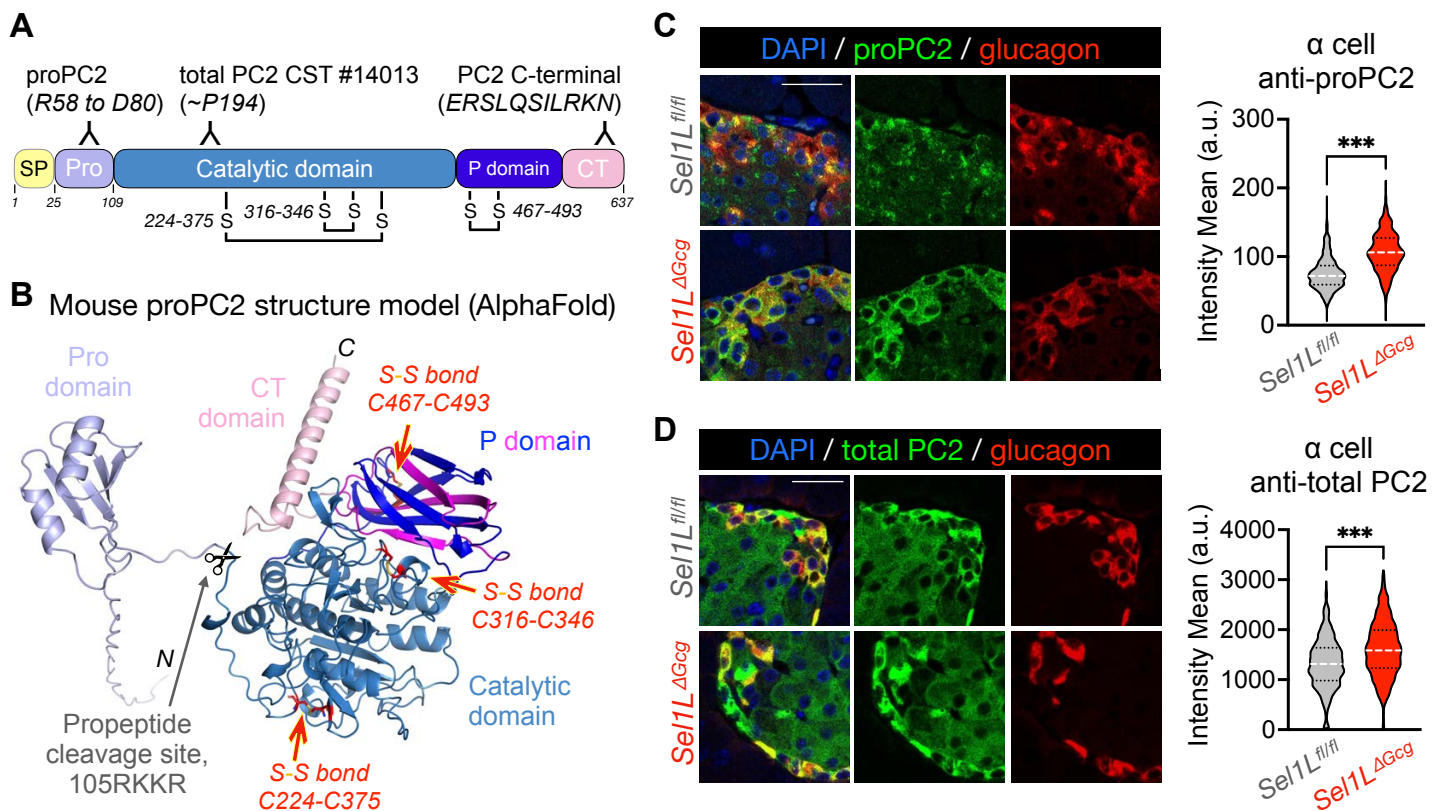 A
proPC2
(R58 to D80)
total PC2 CST #14013
(~P194)
PC2 C-terminal
(ERSLQSILRKN)
SP
Pro
Catalytic domain
P domain
CT
1
25
109
637
224-375
S
316-346
S
S
S
S
S
467-493
B
Mouse proPC2 structure model (AlphaFold)
Pro
domain
C
CT
domain
S-S bond
C467-C493
P domain
S-S bond
C316-C346
N
Catalytic
domain
Propeptide
cleavage site,
105RKKR
S-S bond
C224-C375
C
DAPI / proPC2 / glucagon
Sel1L fl/fl
Sel1L ΔGcg
α cell
anti-proPC2
***
Intensity Mean (a.u.)
300
200
100
0
Sel1L fl/fl
Sel1L ΔGcg
D
DAPI / total PC2 / glucagon
Sel1L fl/fl
Sel1L ΔGcg
α cell
anti-total PC2
***
Intensity Mean (a.u.)
4000
3000
2000
1000
0
Sel1L fl/fl
Sel1L ΔGcg